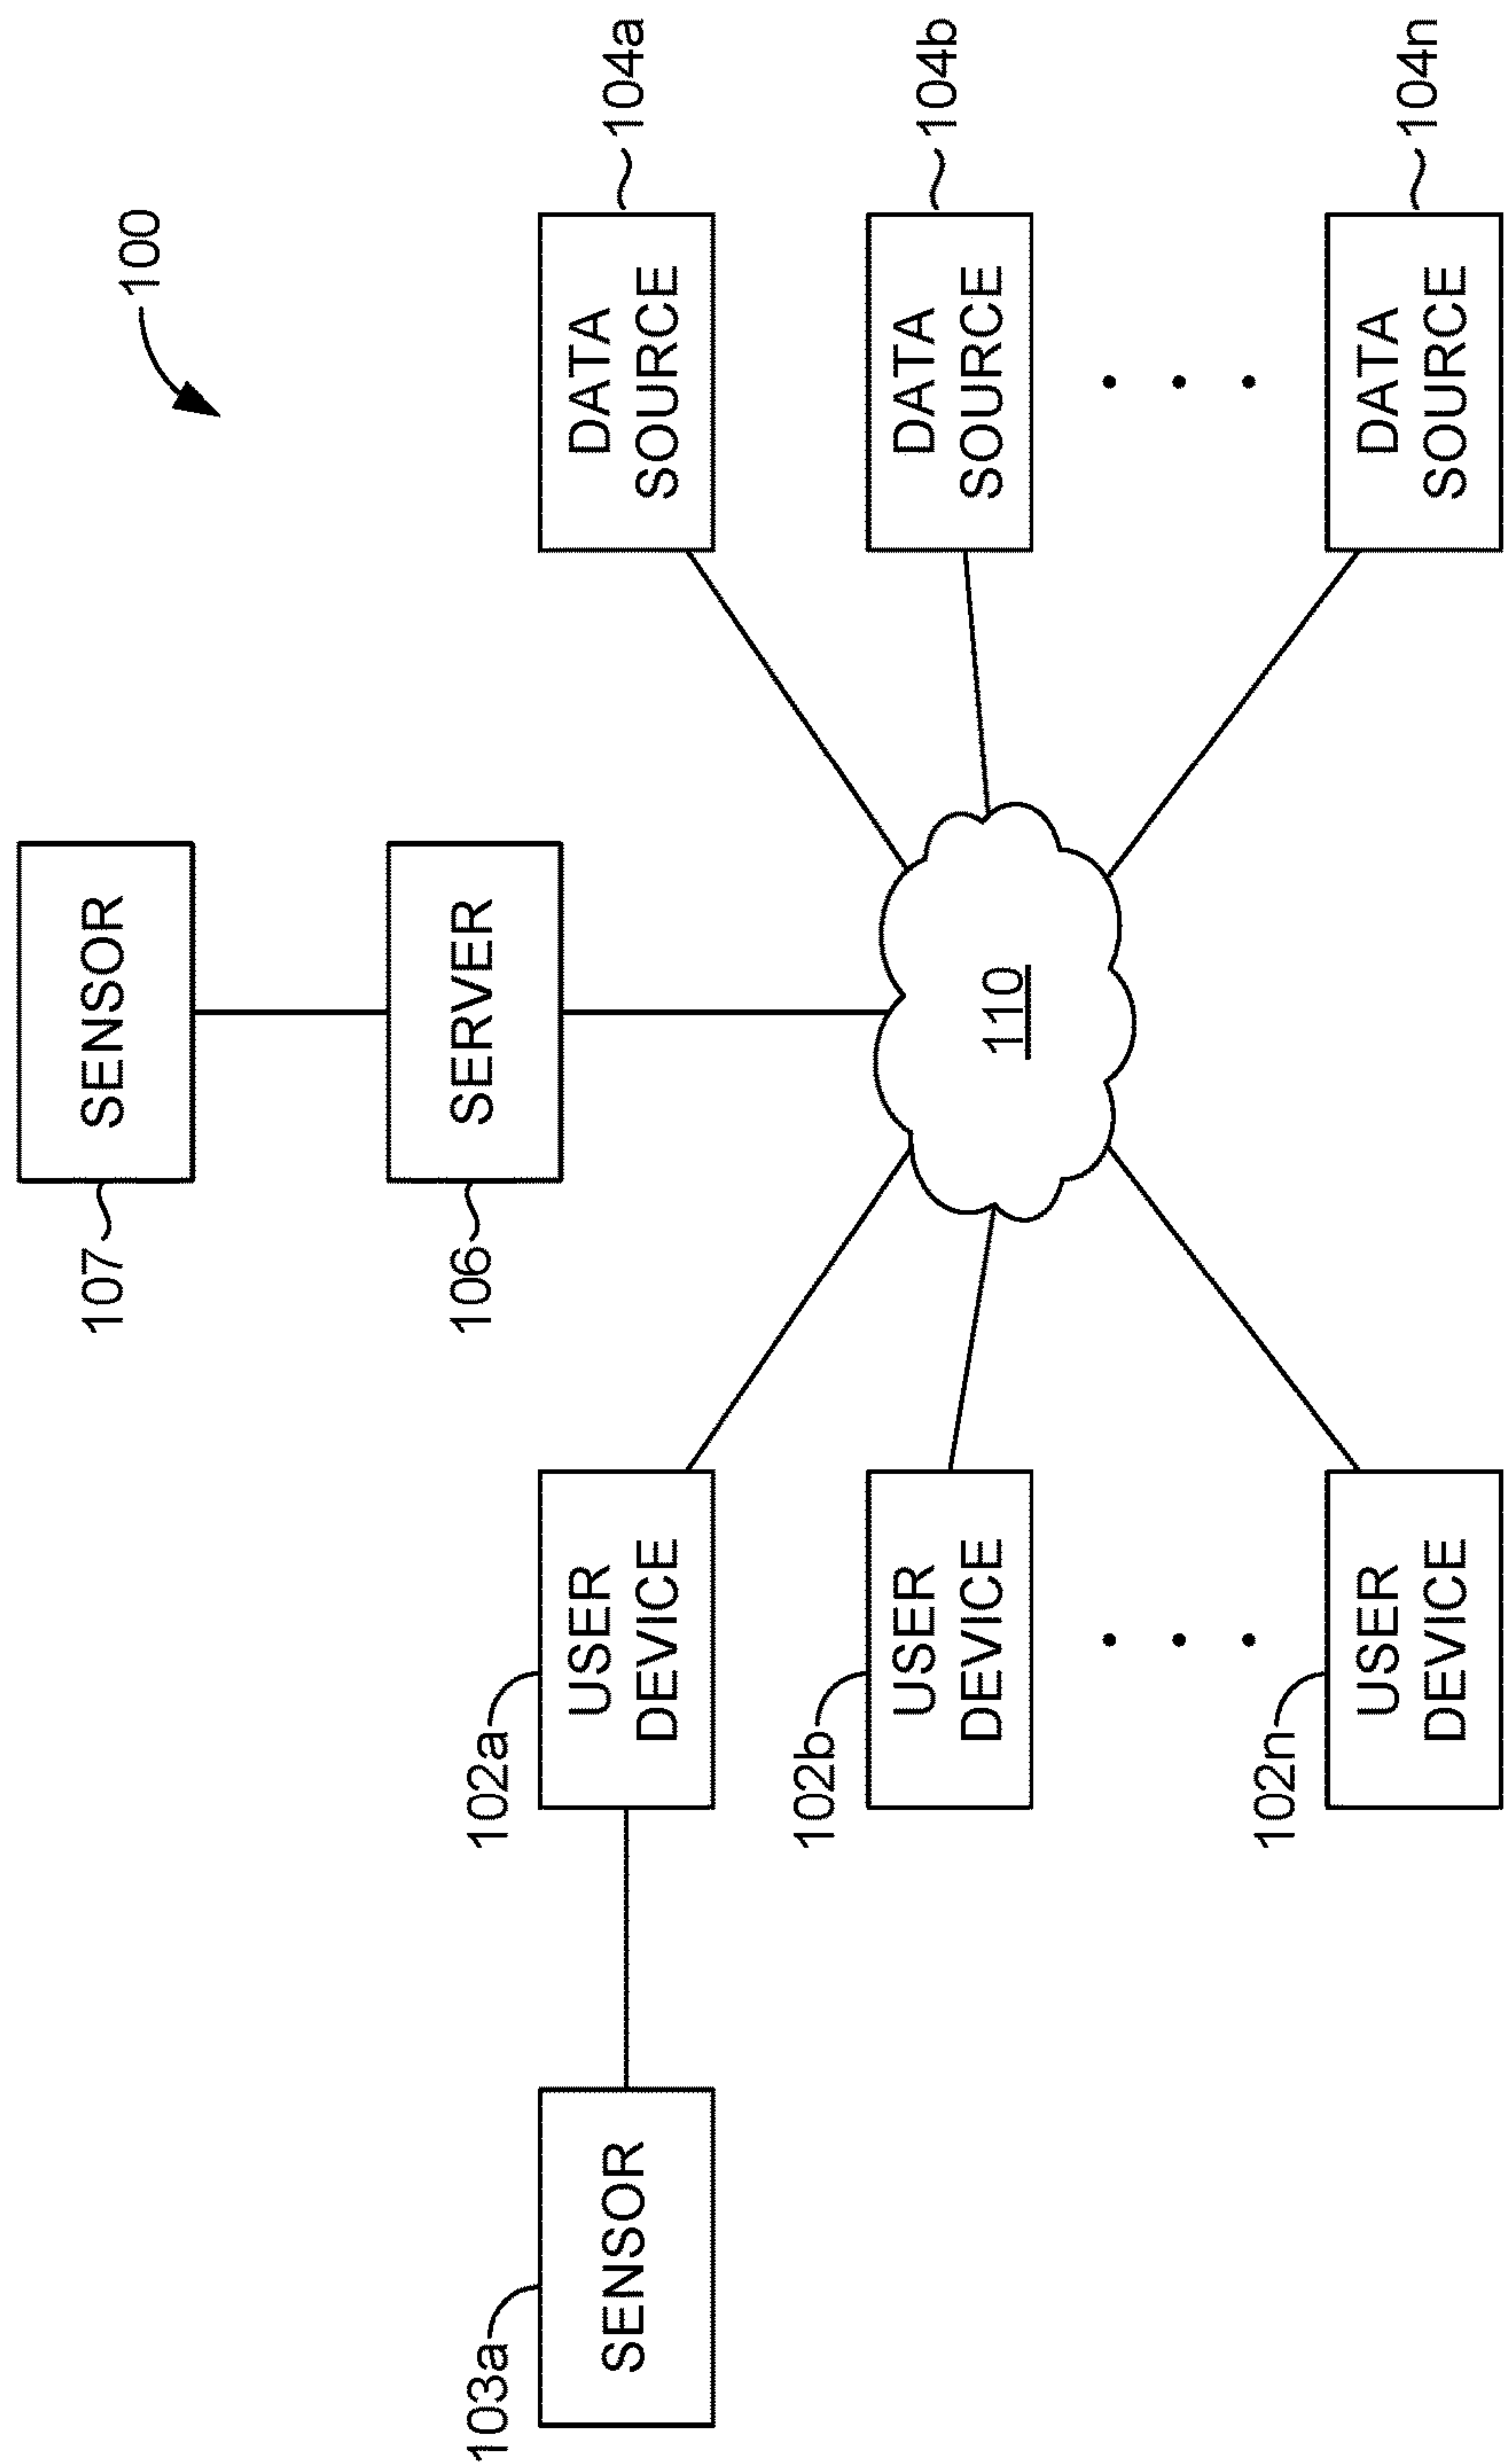 100
SENSOR
107
SERVER
106
103a
SENSOR
102a
USER
DEVICE
DATA
SOURCE
104a
102b
USER
DEVICE
DATA
SOURCE
104b
110
102n
USER
DEVICE
DATA
SOURCE
104n